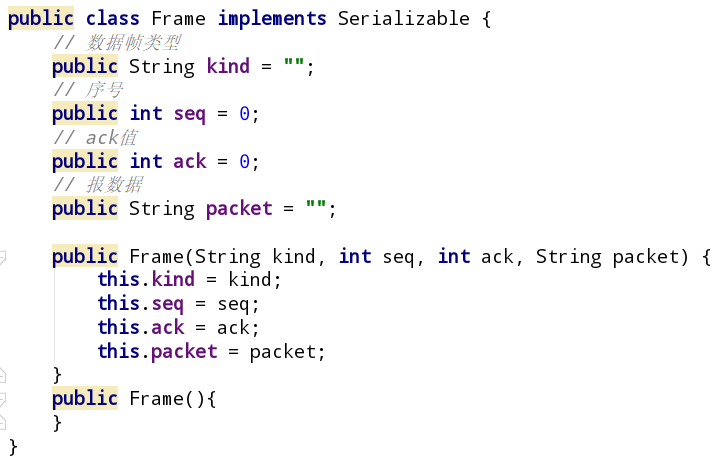 public class Frame implements Serializable {
    // 数据帧类型
    public String kind = "";
    // 序号
    public int seq = 0;
    // ack值
    public int ack = 0;
    // 报数据
    public String packet = "";

    public Frame(String kind, int seq, int ack, String packet) {
        this.kind = kind;
        this.seq = seq;
        this.ack = ack;
        this.packet = packet;
    }
    public Frame(){
    }
}